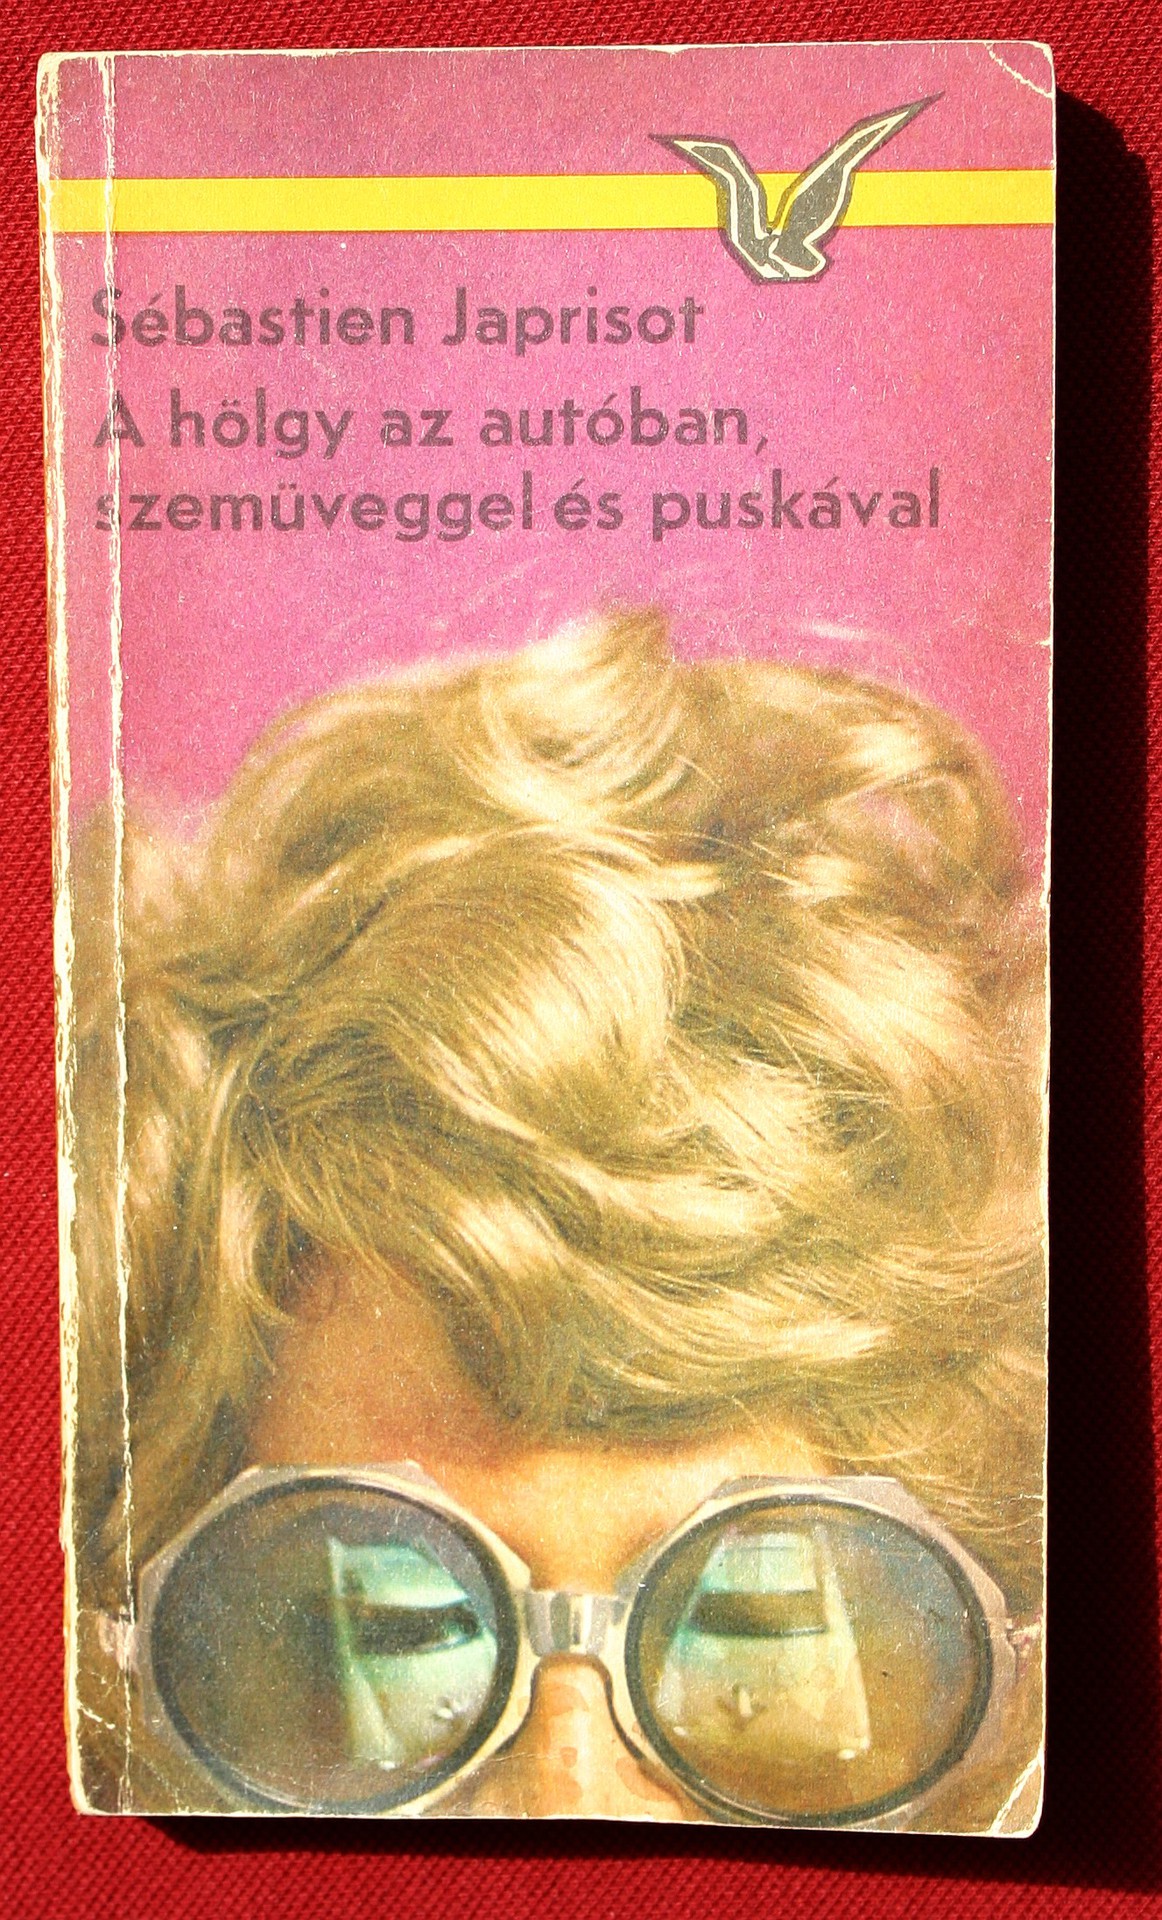 Sébastien Japrisot
A hölgy az autóban,
szemüveggel és puskával